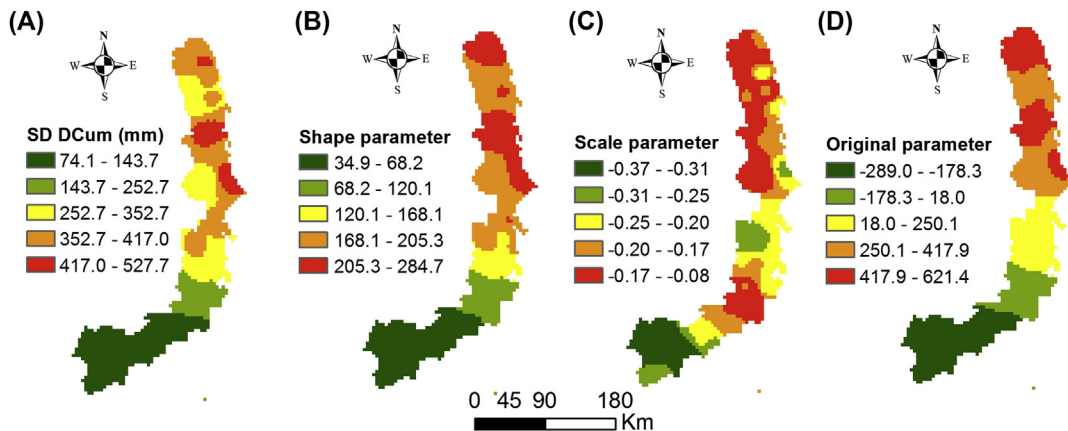 (A)
N
W E
S
SD DCum (mm)
74.1 - 143.7
143.7 - 252.7
252.7 - 352.7
352.7 - 417.0
417.0 - 527.7
(B)
N
W E
S
Shape parameter
34.9 - 68.2
68.2 - 120.1
120.1 - 168.1
168.1 - 205.3
205.3 - 284.7
(C)
N
W E
S
Scale parameter
-0.37 - -0.31
-0.31 - -0.25
-0.25 - -0.20
-0.20 - -0.17
-0.17 - -0.08
(D)
N
W E
S
Original parameter
-289.0 - -178.3
-178.3 - 18.0
18.0 - 250.1
250.1 - 417.9
417.9 - 621.4
0 45 90 180
Km